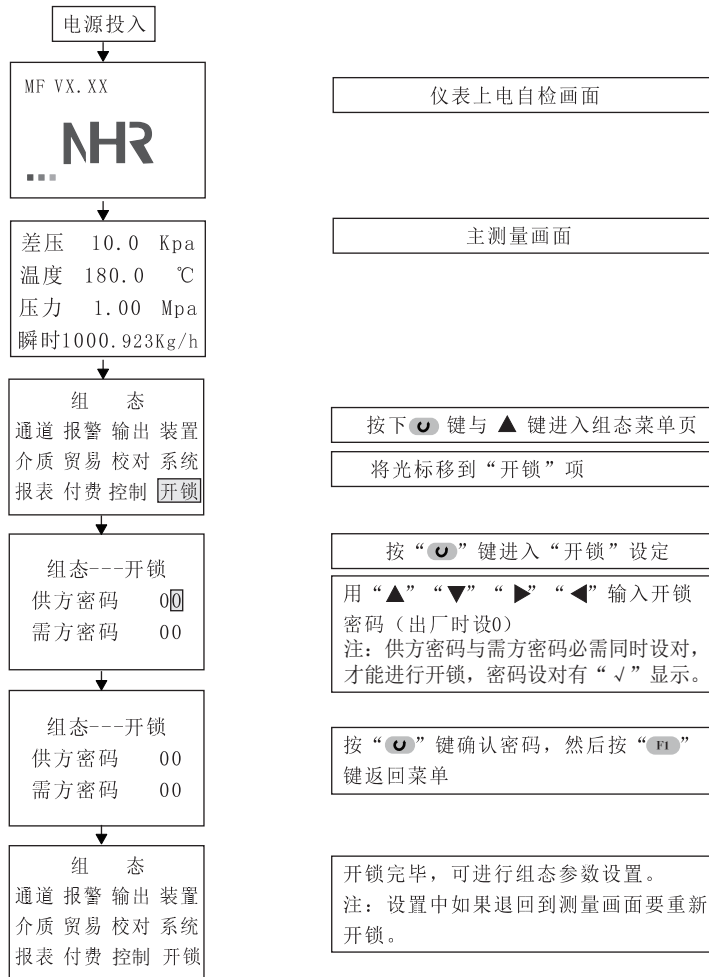 电源投入
MF VX.XX
NHR
仪表上电自检画面
差压 10.0 Kpa
温度 180.0 ℃
压力 1.00 Mpa
瞬时1000.923Kg/h
主测量画面
组 态
通道 报警 输出 装置
介质 贸易 校对 系统
报表 付费 控制 开锁
按下 键与 ▲ 键进入组态菜单页
将光标移到“开锁”项
组态---开锁
供方密码 00
需方密码 00
按“ ”键进入“开锁”设定
用“▲”“▼”“▶”“◀”输入开锁
密码（出厂时设0）
注：供方密码与需方密码必需同时设对，
才能进行开锁，密码设对有“√”显示。
组态---开锁
供方密码 00
需方密码 00
按“ ”键确认密码，然后按“F1”
键返回菜单
组 态
通道 报警 输出 装置
介质 贸易 校对 系统
报表 付费 控制 开锁
开锁完毕，可进行组态参数设置。
注：设置中如果退回到测量画面要重新
开锁。